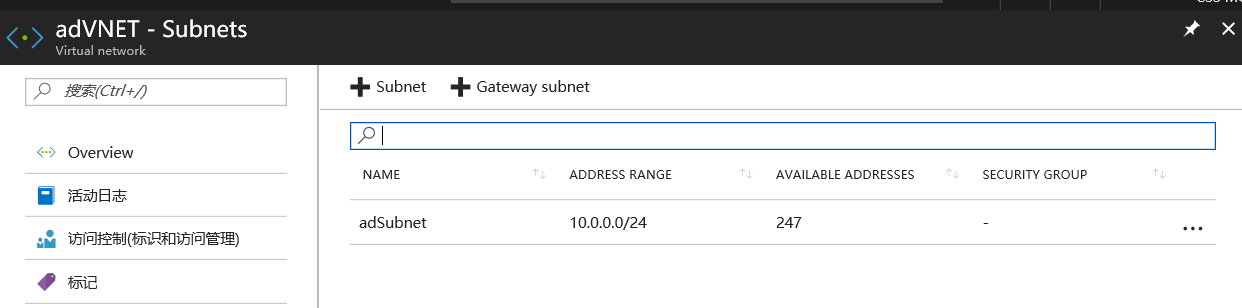 adVNET - Subnets
Virtual network
搜索(Ctrl+/)
Overview
活动日志
访问控制(标识和访问管理)
标记
Subnet
Gateway subnet
NAME ADDRESS RANGE AVAILABLE ADDRESSES SECURITY GROUP
adSubnet 10.0.0.0/24 247 -